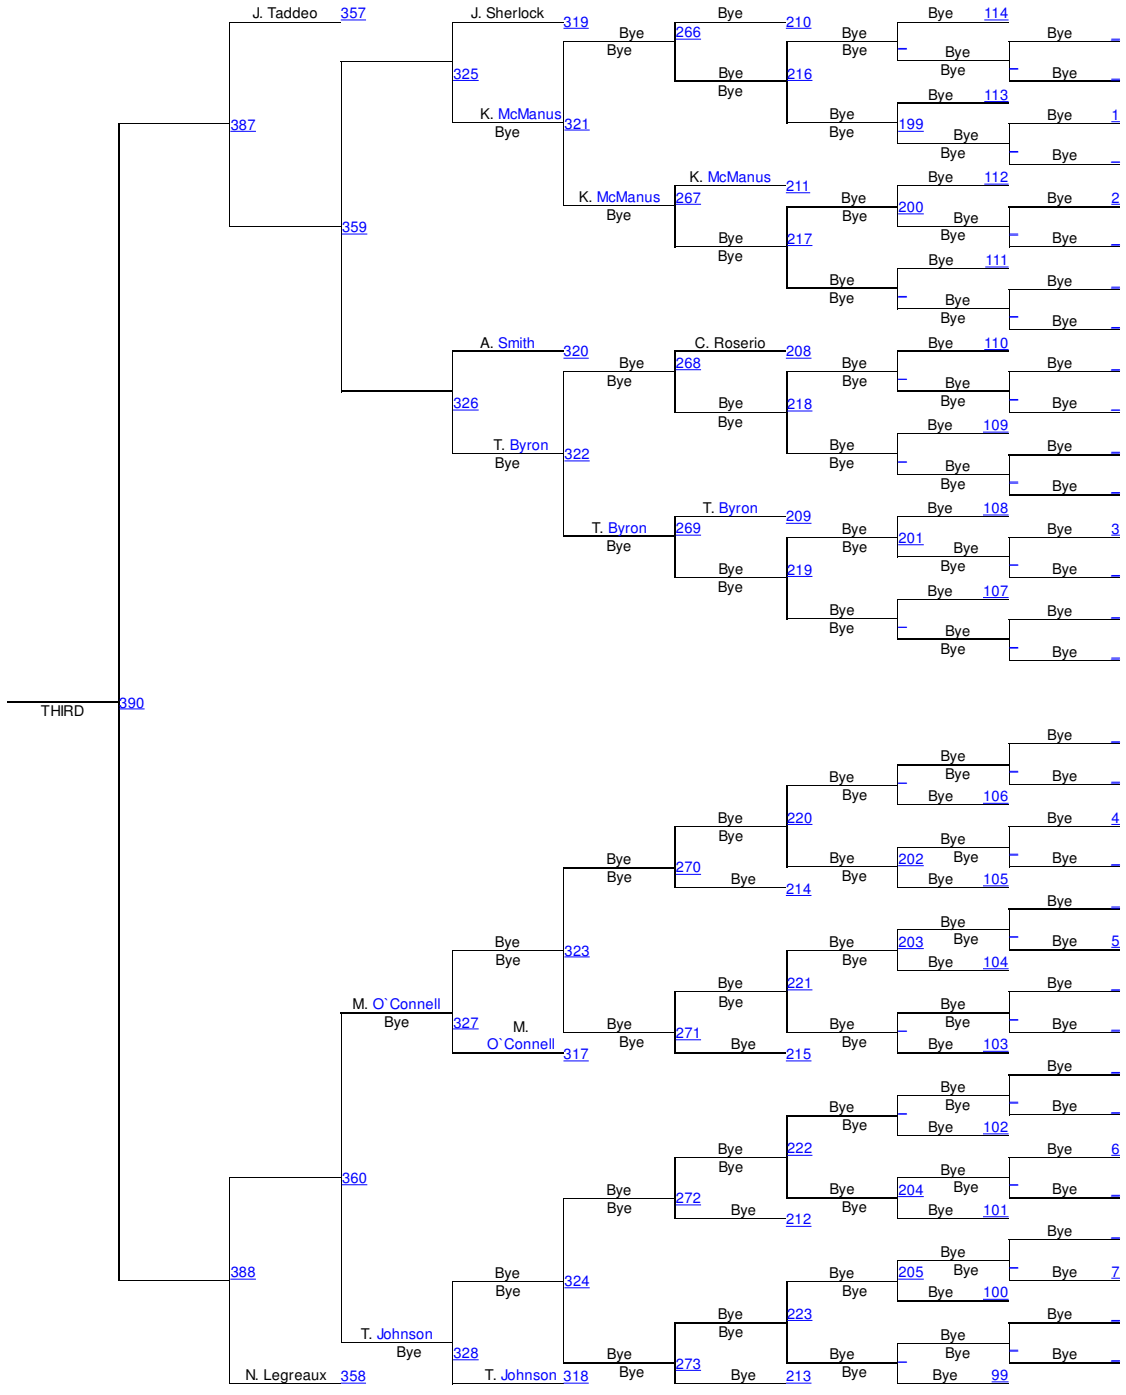 J. Taddeo 357 J. Sherlock 319 Bye 210 Bye 114
Bye 266 Bye Bye _
Bye Bye _ Bye
325 Bye 216 Bye _ _
Bye Bye 113
387 K. McManus 321 Bye 199 Bye Bye 1
Bye Bye Bye _ Bye _
K. McManus 211 Bye 112
K. McManus 267 Bye 200 Bye Bye 2
Bye Bye Bye _
359 Bye 217 Bye _
Bye Bye 111
Bye _ Bye Bye _
Bye Bye _ Bye _
A. Smith 320 C. Roserio 208 Bye 110
Bye 268 Bye _ Bye Bye _
Bye Bye Bye _
326 Bye 218 Bye _
Bye Bye 109
T. Byron 322 Bye _ Bye Bye _
Bye Bye Bye _ Bye _
T. Byron 209 Bye 108
T. Byron 269 Bye 201 Bye Bye 3
Bye Bye Bye _ Bye _
Bye 219
Bye Bye 107
Bye _ Bye Bye _
Bye Bye _ Bye _
THIRD 390
Bye _
Bye
Bye _ Bye _ Bye _
Bye Bye 106
Bye 220 Bye 4
Bye Bye
Bye 270 Bye 202 Bye _ Bye _
Bye Bye 214 Bye Bye 105
Bye _
Bye
Bye 323 Bye 203 Bye _ Bye 5
Bye Bye Bye 104
Bye 221 Bye _
M. O`Connell Bye Bye
Bye 327 M. Bye 271 Bye _ Bye _ Bye _
O`Connell 317 Bye 215 Bye Bye 103
Bye _
Bye
Bye _ Bye _ Bye _
Bye Bye 102
Bye 222 Bye 6
Bye Bye
360 Bye 272 Bye 204 Bye _ Bye _
Bye Bye 212 Bye Bye 101
Bye _
Bye
388 Bye 324 Bye 205 Bye _ Bye 7
Bye Bye Bye 100
Bye 223 Bye _
T. Johnson Bye Bye
Bye 328 Bye 273 Bye _ Bye _ Bye _
N. Legreaux 358 T. Johnson 318 Bye Bye 213 Bye Bye 99